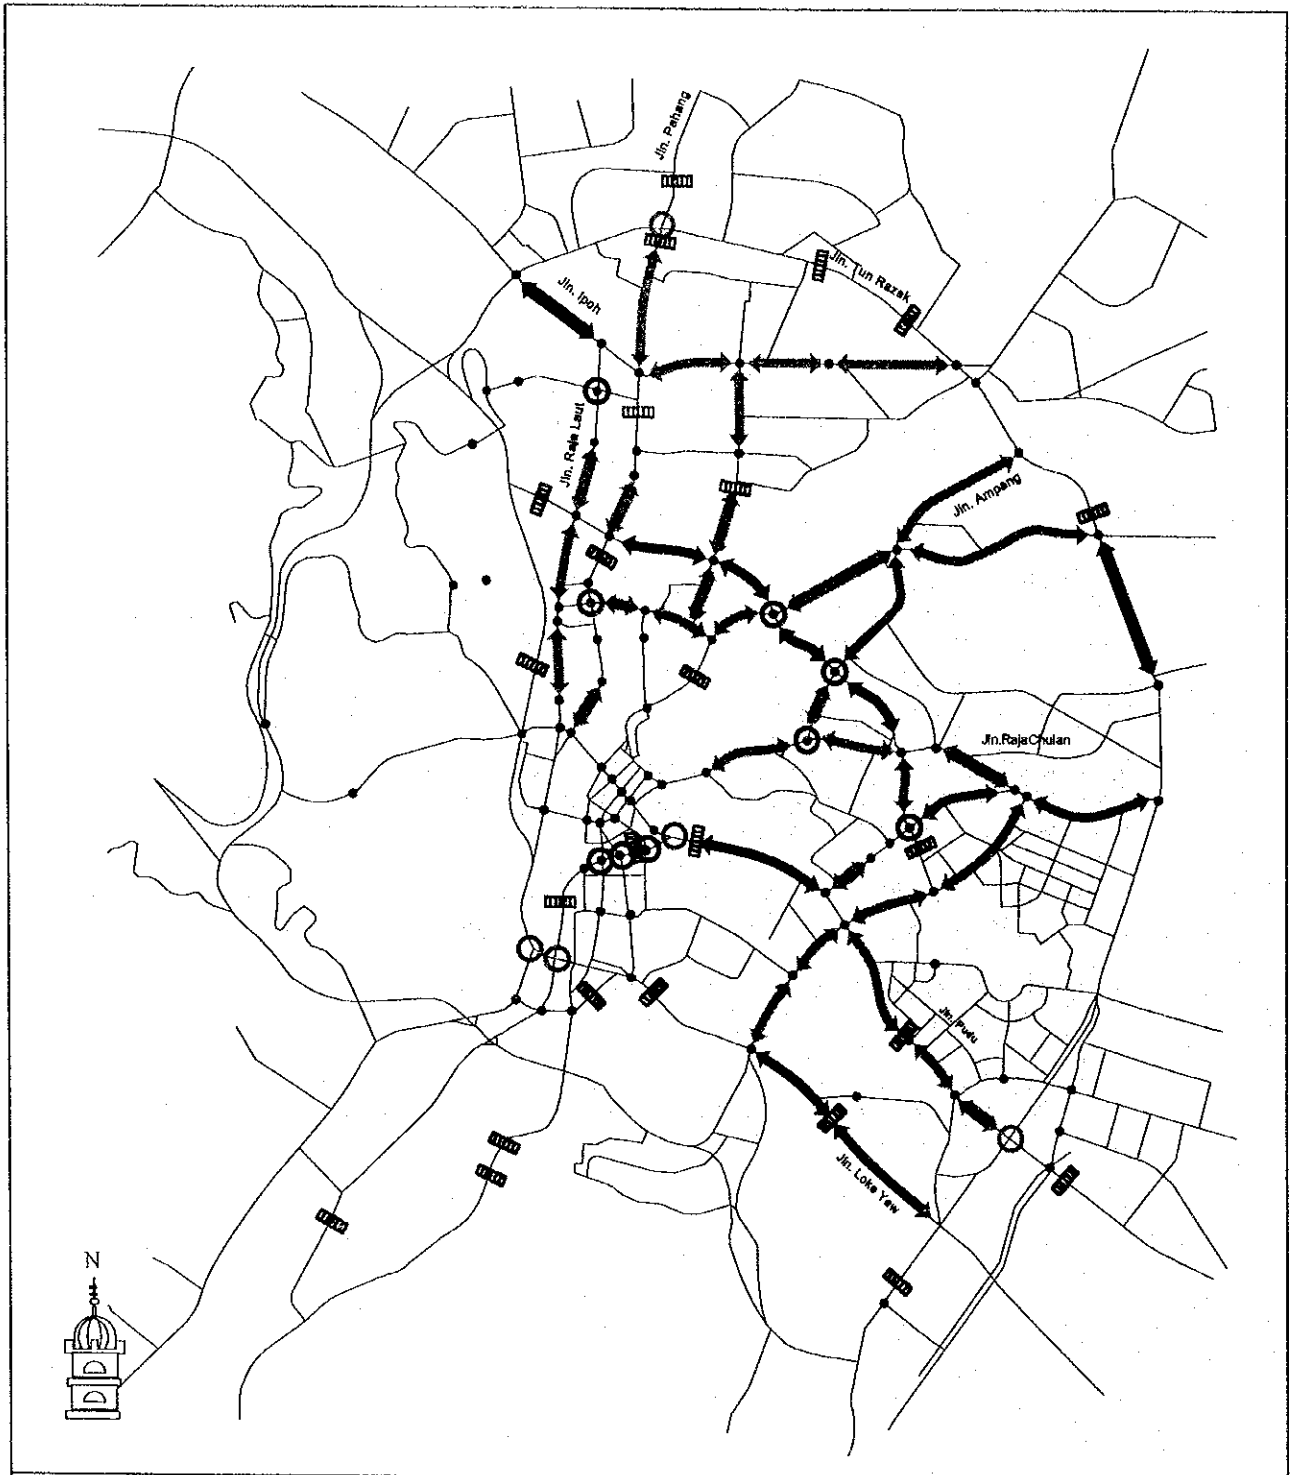 Jln. Pahang
Jln. Tun Razak
Jln. Ipoh
Jln. Raja Laut
Jln. Ampang
Jln.RajaChulan
Jln. Pudu
Jln. Loke Yew
N